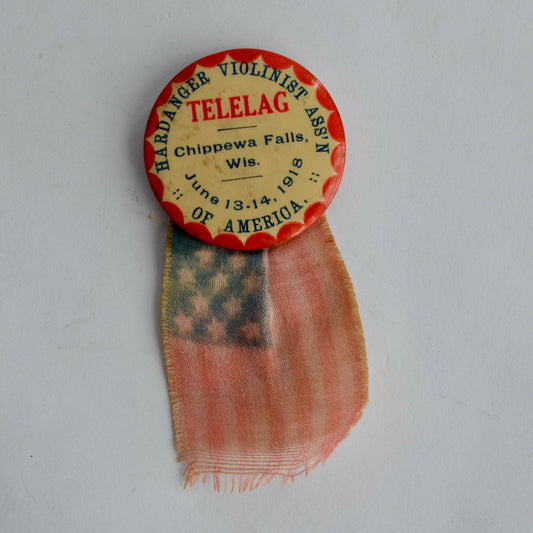 HARDANGER VIOLINIST ASS'N
TELELAG
Chippewa Falls,
Wis.
June 13-14, 1918
:: OF AMERICA. ::